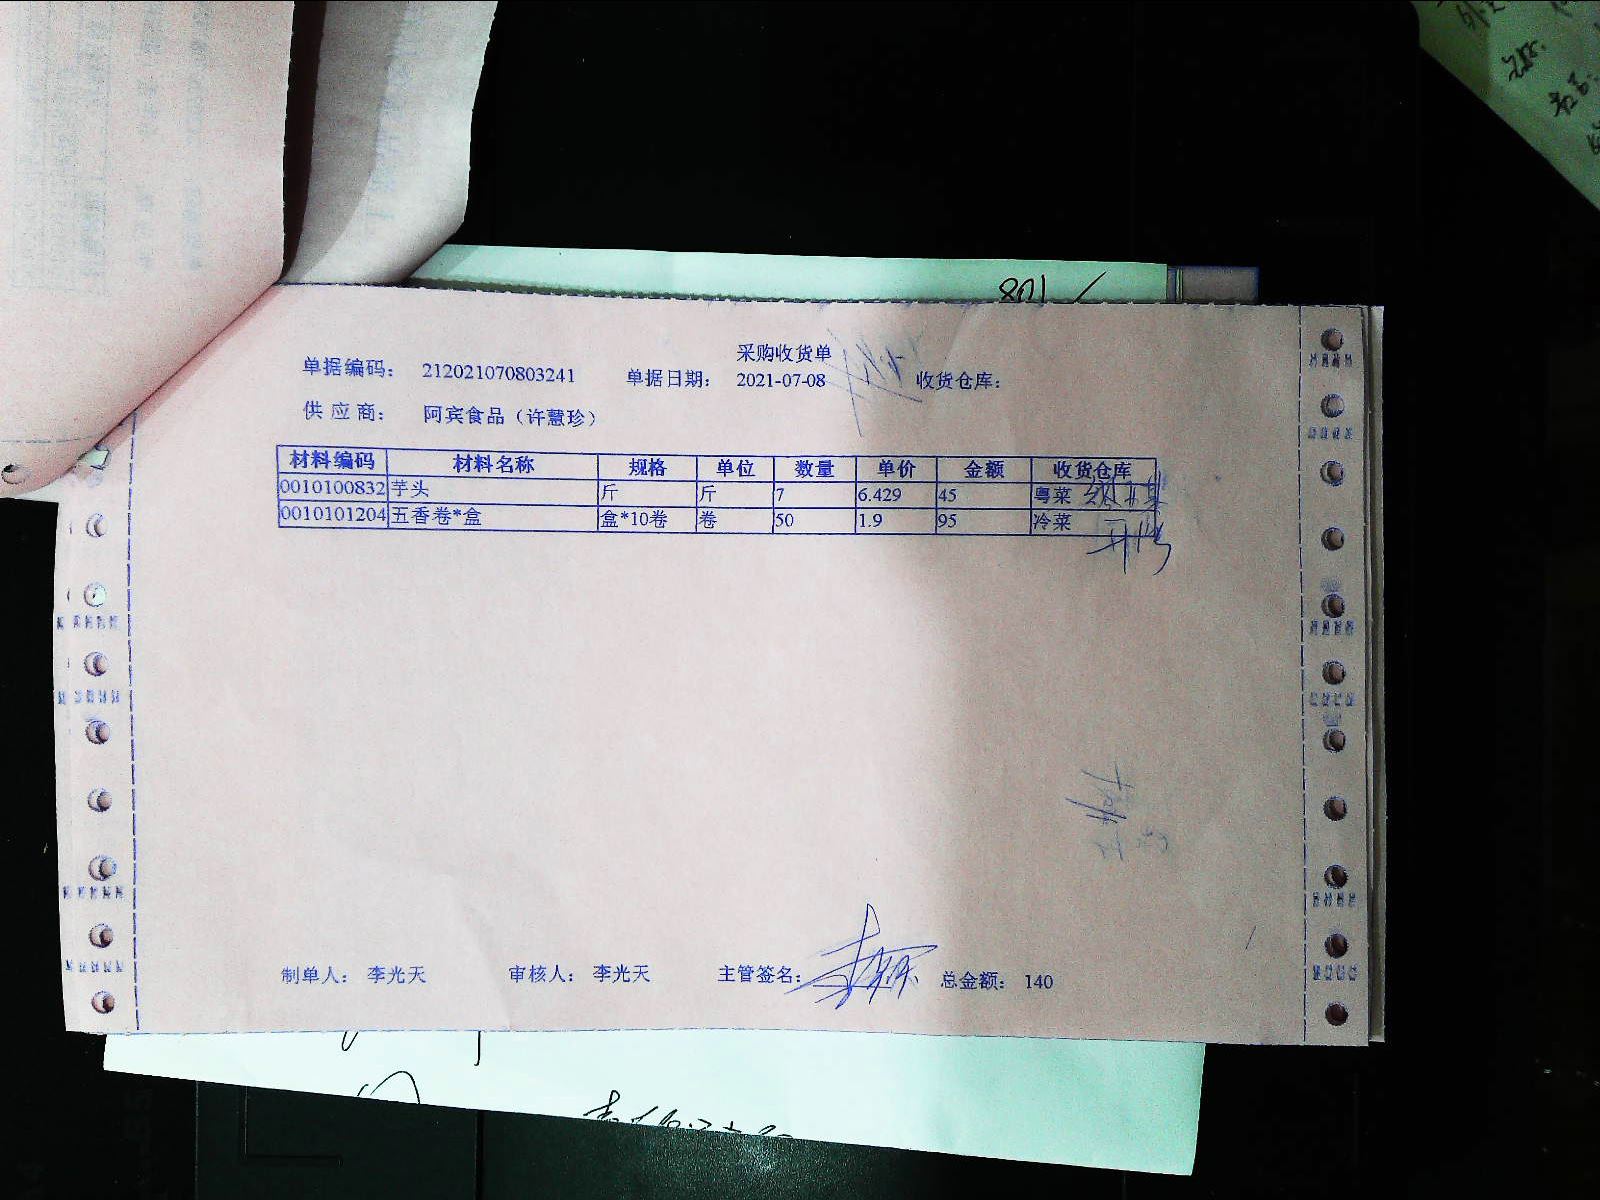 801
采购收货单
单据编码： 212021070803241 单据日期： 2021-07-08 收货仓库：
供应商： 阿宾食品（许慧珍）
材料编码 材料名称 规格 单位 数量 单价 金额 收货仓库
0010100832 芋头 斤 斤 7 6.429 45 粤菜
0010101204 五香卷*盒 盒*10卷 卷 50 1.9 95 冷菜
制单人： 李光天 审核人： 李光天 主管签名： 总金额： 140